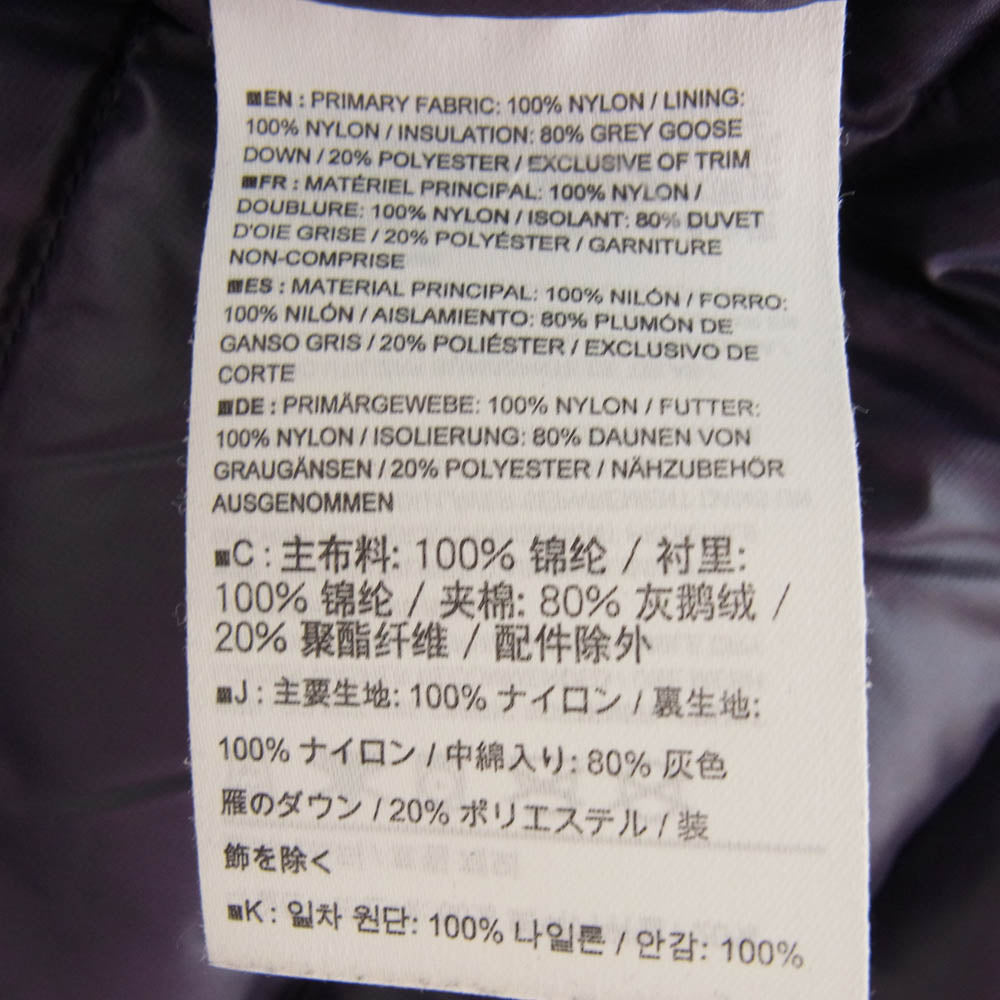 ■EN : PRIMARY FABRIC: 100% NYLON / LINING:
100% NYLON / INSULATION: 80% GREY GOOSE
DOWN / 20% POLYESTER / EXCLUSIVE OF TRIM
■FR : MATÉRIEL PRINCIPAL: 100% NYLON /
DOUBLURE: 100% NYLON / ISOLANT: 80% DUVET
D'OIE GRISE / 20% POLYÉSTER / GARNITURE
NON-COMPRISE
■ES : MATERIAL PRINCIPAL: 100% NILÓN / FORRO:
100% NILÓN / AISLAMIENTO: 80% PLUMÓN DE
GANSO GRIS / 20% POLIÉSTER / EXCLUSIVO DE
CORTE
■DE : PRIMÄRGEWEBE: 100% NYLON / FUTTER:
100% NYLON / ISOLIERUNG: 80% DAUNEN VON
GRAUGÄNSEN / 20% POLYESTER / NÄHZUBEHÖR
AUSGENOMMEN
■C : 主布料: 100% 锦纶 / 衬里:
100% 锦纶 / 夹棉: 80% 灰鹅绒 /
20% 聚酯纤维 / 配件除外
■J : 主要生地: 100% ナイロン / 裏生地:
100% ナイロン / 中綿入り: 80% 灰色
雁のダウン / 20% ポリエステル / 装
飾を除く
■K : 일차 원단: 100% 나일론 / 안감: 100%